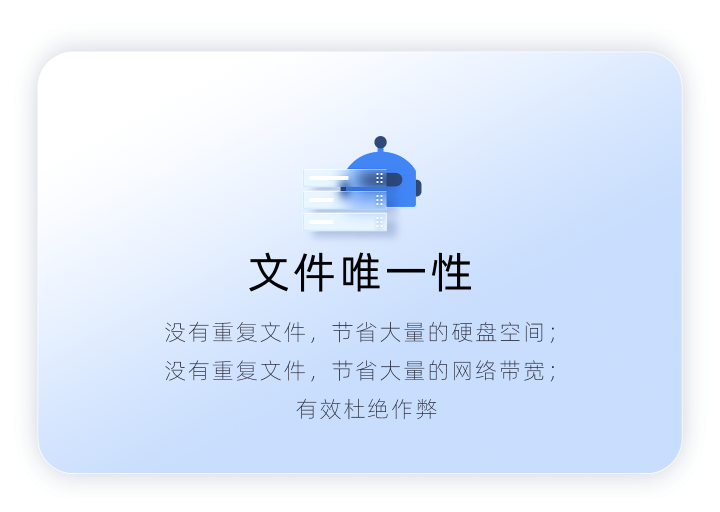 文件唯一性
没有重复文件，节省大量的硬盘空间；
没有重复文件，节省大量的网络带宽；
有效杜绝作弊